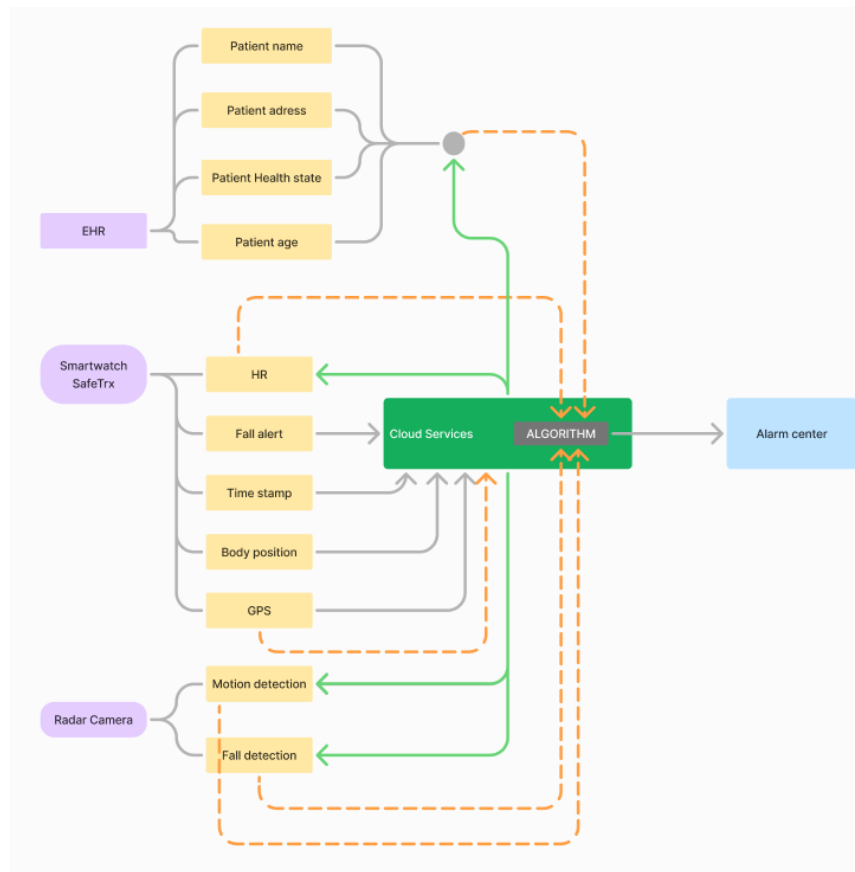 Patient name
Patient adress
Patient Health state
EHR
Patient age
Smartwatch
SafeTrx
HR
Fall alert
Cloud Services
ALGORITHM
Alarm center
Time stamp
Body position
GPS
Motion detection
Radar Camera
Fall detection